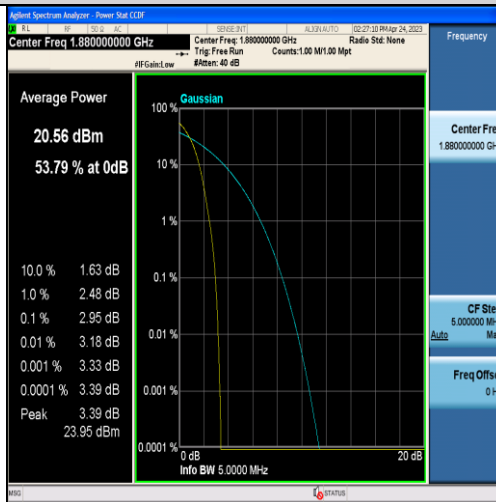 Agilent Spectrum Analyzer - Power Stat CCDF
RL RF 50 Ω AC SENSE:INT ALIGN AUTO 02:27:10 PM Apr 24, 2023
Center Freq 1.880000000 GHz
Center Freq: 1.880000000 GHz Radio Std: None
Trig: Free Run Counts:1.00 M/1.00 Mpt
#IFGain:Low #Atten: 40 dB
Frequency
Average Power
20.56 dBm
53.79 % at 0dB
10.0 % 1.63 dB
1.0 % 2.48 dB
0.1 % 2.95 dB
0.01 % 3.18 dB
0.001 % 3.33 dB
0.0001 % 3.39 dB
Peak 3.39 dB
23.95 dBm
Gaussian
100 %
10 %
1 %
0.1 %
0.01 %
0.001 %
0.0001 %
0 dB 20 dB
Info BW 5.0000 MHz
Center Fre
1.880000000 GH
CF Ste
5.000000 MH
Auto Ma
Freq Offs
0 H
MSG STATUS